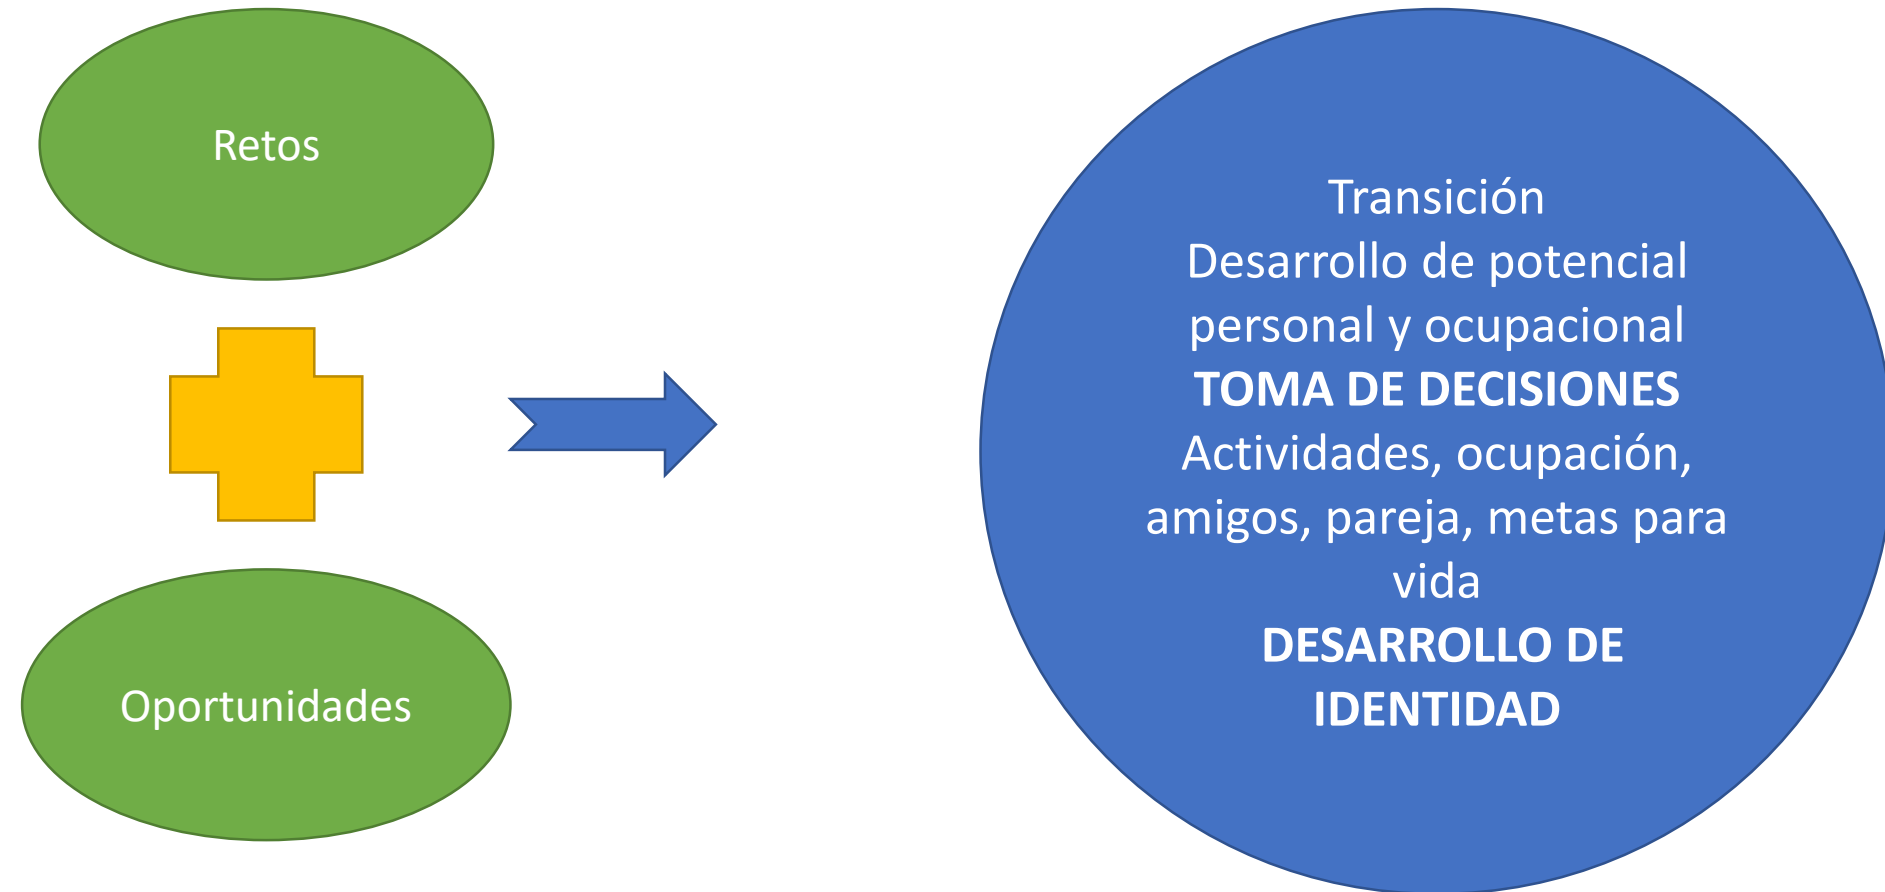 Retos
Oportunidades
Transición
Desarrollo de potencial
personal y ocupacional
TOMA DE DECISIONES
Actividades, ocupación,
amigos, pareja, metas para
vida
DESARROLLO DE
IDENTIDAD